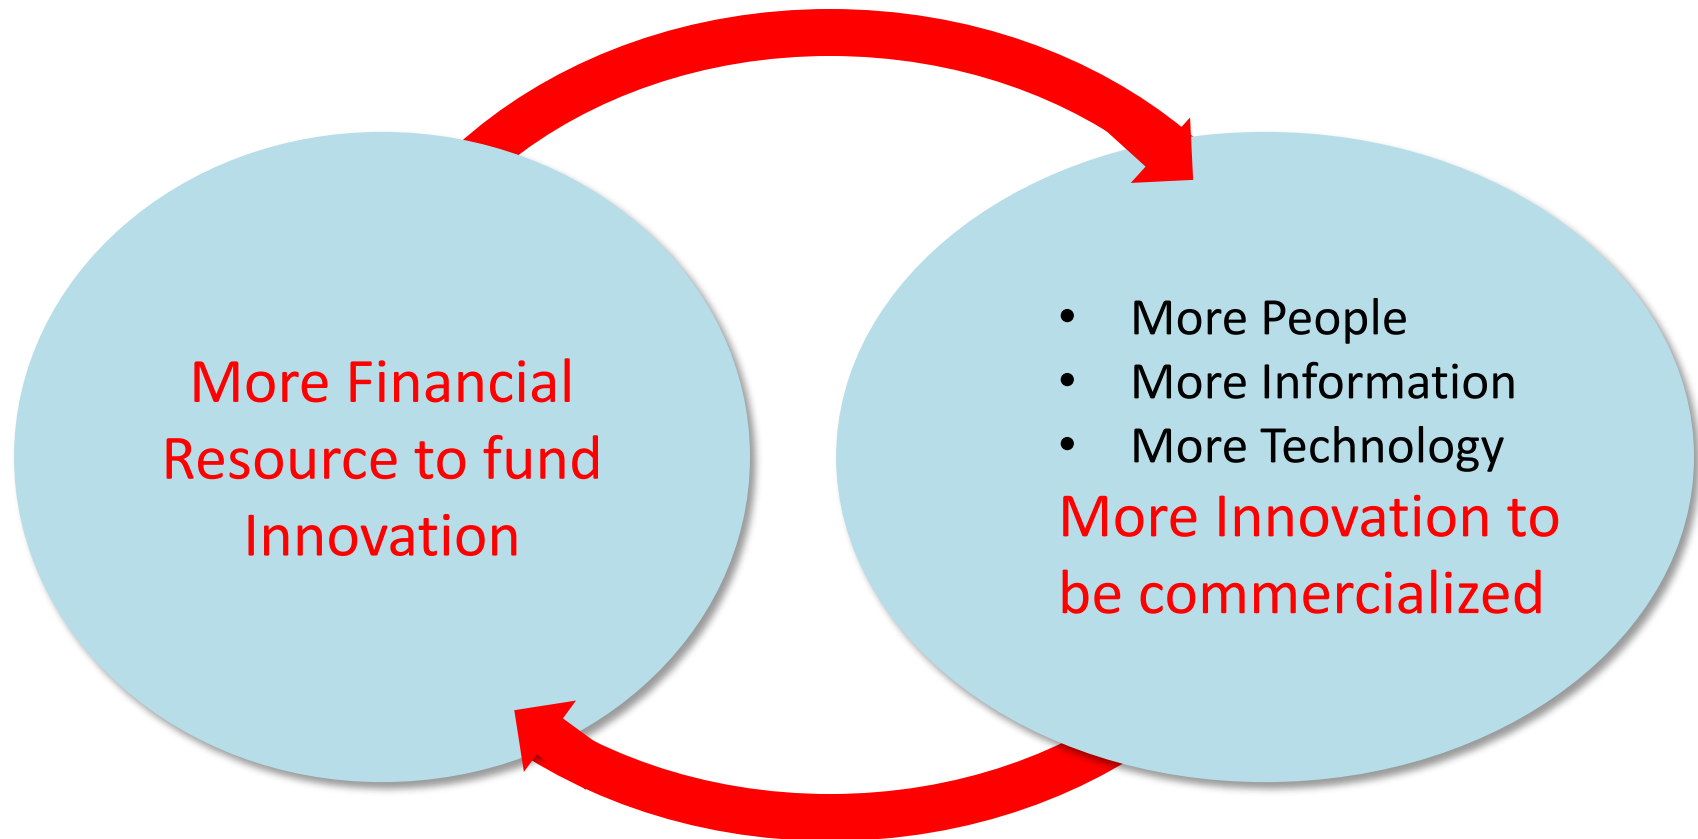 More Financial
Resource to fund
Innovation
• More People
• More Information
• More Technology
More Innovation to
be commercialized